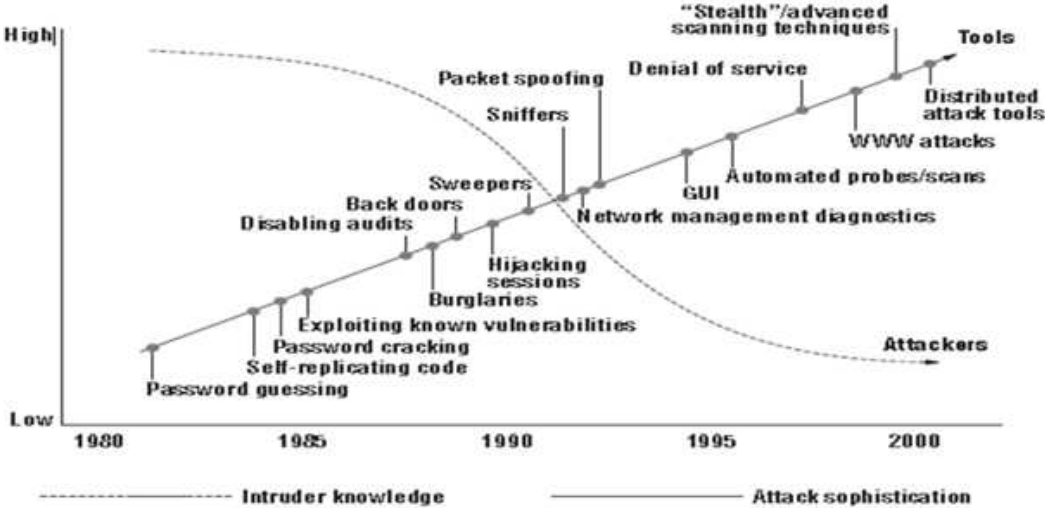 High
"Stealth"/advanced
scanning techniques
Tools
Packet spoofing
Denial of service
Sniffers
Distributed
attack tools
WWW attacks
Sweepers
Automated probes/scans
GUI
Back doors
Network management diagnostics
Disabling audits
Hijacking
sessions
Burglaries
Exploiting known vulnerabilities
Attackers
Password cracking
Self-replicating code
Password guessing
Low
1980 1985 1990 1995 2000
Intruder knowledge Attack sophistication